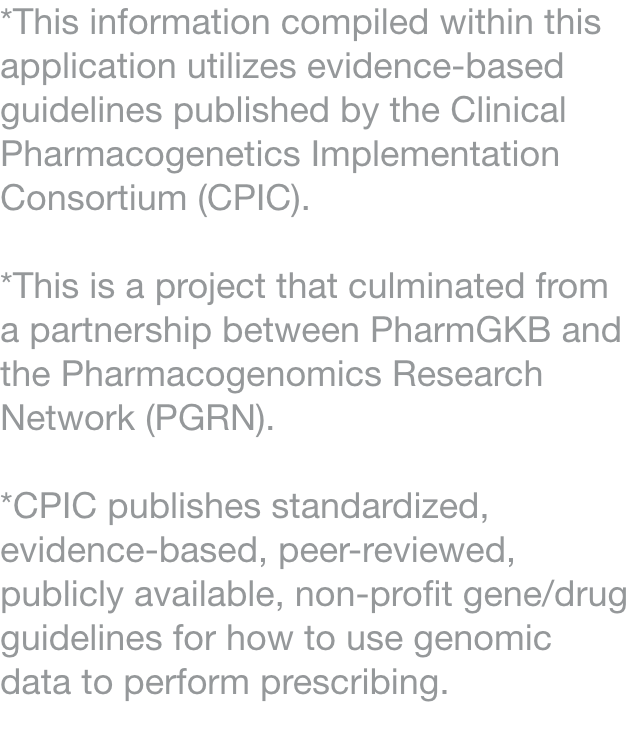 *This information compiled within this
application utilizes evidence-based
guidelines published by the Clinical
Pharmacogenetics Implementation
Consortium (CPIC).
*This is a project that culminated from
a partnership between PharmGKB and
the Pharmacogenomics Research
Network (PGRN).
*CPIC publishes standardized,
evidence-based, peer-reviewed,
publicly available, non-profit gene/drug
guidelines for how to use genomic
data to perform prescribing.